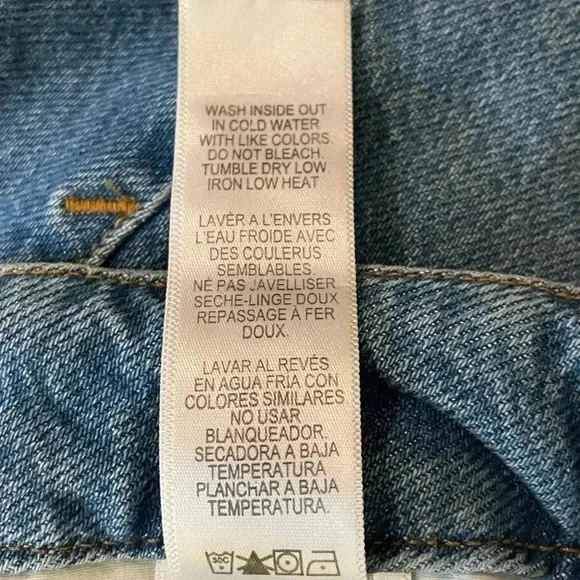 WASH INSIDE OUT
IN COLD WATER
WITH LIKE COLORS
DO NOT BLEACH.
TUMBLE DRY LOW
IRON LOW HEAT
LAVÈR A L'ENVERS
L'EAU FROIDE AVEC
DES COULERUS
SEMBLABLES.
NÉ PAS JAVELLISER
SECHE-LINGE DOUX
REPASSAGE A FER
DOUX.
LAVAR AL REVÉS
EN AGUA FRIA CON
COLORES SIMILARES
NO USAR
BLANQUEADOR.
SECADORA A BAJA
TEMPERATURA
PLANCHAR A BAJA
TEMPERATURA.
30C